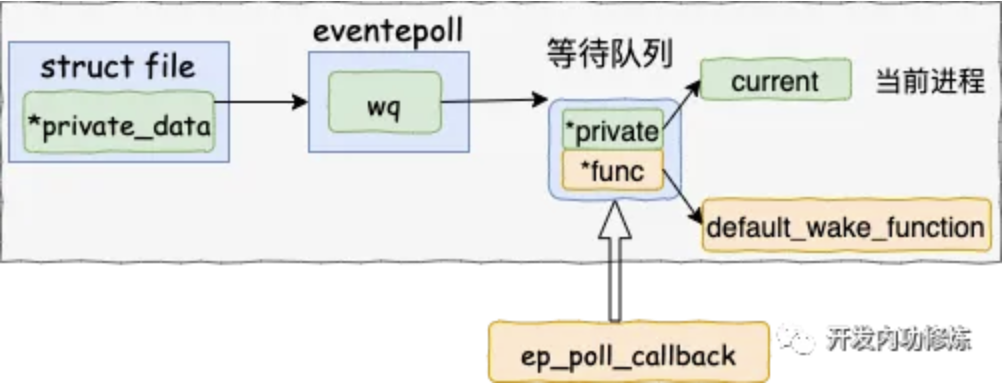 struct file
*private_data
eventepoll
wq
等待队列
*private
*func
current
当前进程
default_wake_function
ep_poll_callback
开发内功修炼